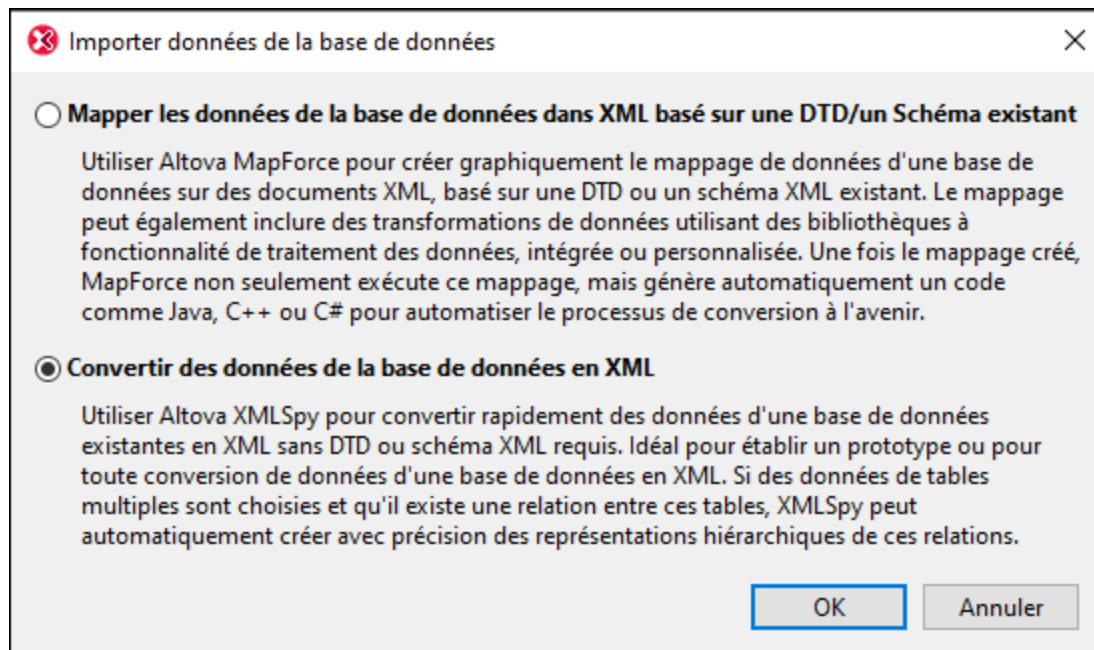 Importer données de la base de données
Mapper les données de la base de données dans XML basé sur une DTD/un Schéma existant
Utiliser Altova MapForce pour créer graphiquement le mappage de données d'une base de
données sur des documents XML, basé sur une DTD ou un schéma XML existant. Le mappage
peut également inclure des transformations de données utilisant des bibliothèques à
fonctionnalité de traitement des données, intégrée ou personnalisée. Une fois le mappage créé,
MapForce non seulement exécute ce mappage, mais génère automatiquement un code
comme Java, C++ ou C# pour automatiser le processus de conversion à l'avenir.
Convertir des données de la base de données en XML
Utiliser Altova XMLSpy pour convertir rapidement des données d'une base de données
existantes en XML sans DTD ou schéma XML requis. Idéal pour établir un prototype ou pour
toute conversion de données d'une base de données en XML. Si des données de tables
multiples sont choisies et qu'il existe une relation entre ces tables, XMLSpy peut
automatiquement créer avec précision des représentations hiérarchiques de ces relations.
OK
Annuler